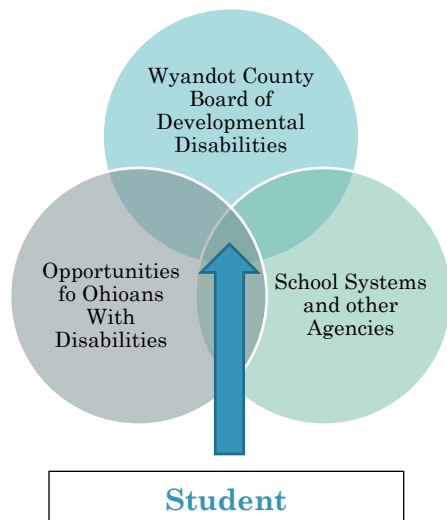 Wyandot County
Board of
Developmental
Disabilities
Opportunities
fo Ohioans
With
Disabilities
School Systems
and other
Agencies
Student